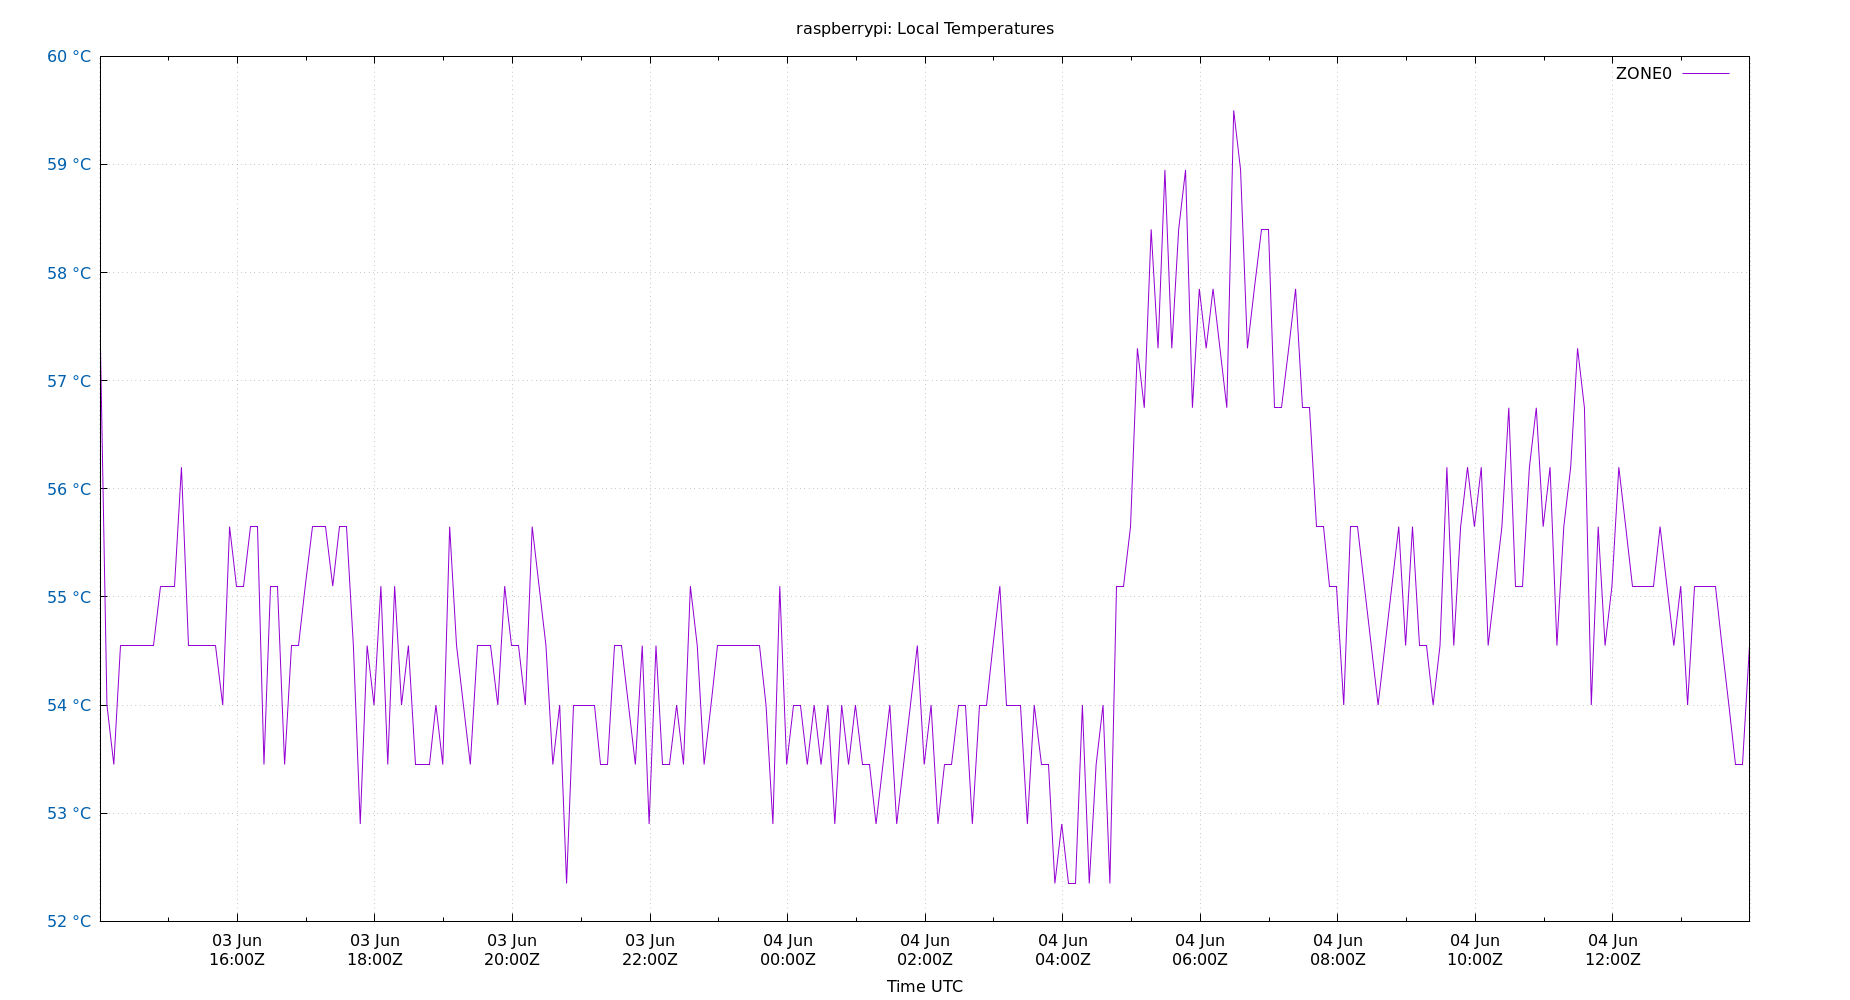 raspberrypi: Local Temperatures
60 °C
ZONE0
59 °C
58 °C
57 °C
56 °C
55 °C
54 °C
53 °C
52 °C
03 Jun 03 Jun 03 Jun 03 Jun 04 Jun 04 Jun 04 Jun 04 Jun 04 Jun 04 Jun 04 Jun
16:00Z 18:00Z 20:00Z 22:00Z 00:00Z 02:00Z 04:00Z 06:00Z 08:00Z 10:00Z 12:00Z
Time UTC